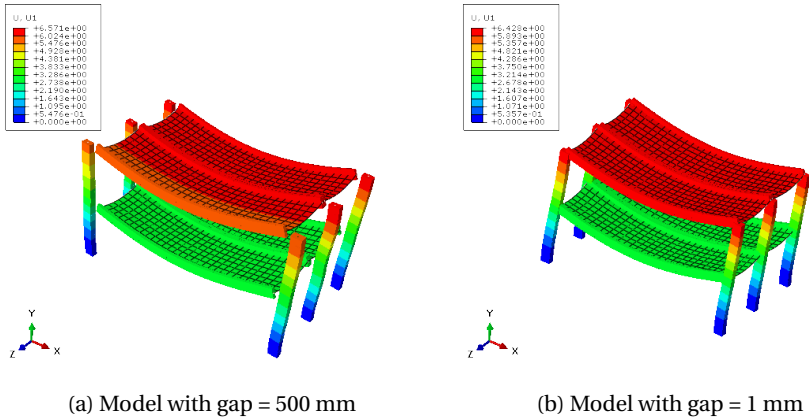 U, U1
+6.571e+00
+6.024e+00
+5.476e+00
+4.928e+00
+4.381e+00
+3.833e+00
+3.286e+00
+2.738e+00
+2.190e+00
+1.643e+00
+1.095e+00
+5.476e-01
+0.000e+00
Y
Z X
U, U1
+6.428e+00
+5.893e+00
+5.357e+00
+4.821e+00
+4.286e+00
+3.750e+00
+3.214e+00
+2.678e+00
+2.143e+00
+1.607e+00
+1.071e+00
+5.357e-01
+0.000e+00
Y
Z X
(a) Model with gap = 500 mm
(b) Model with gap = 1 mm